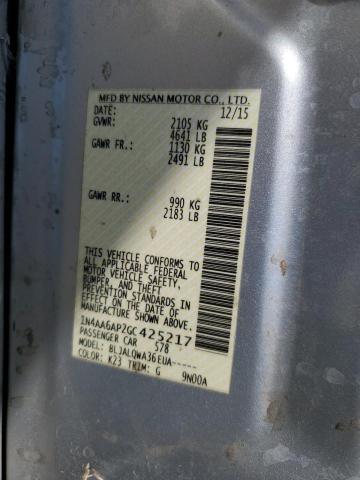 MFD BY NISSAN MOTOR CO., LTD.
DATE: 12/15
GVWR: 2105 KG
4641 LB
GAWR FR.: 1130 KG
2491 LB
GAWR RR.: 990 KG
2183 LB
THIS VEHICLE CONFORMS TO
ALL APPLICABLE FEDERAL
MOTOR VEHICLE SAFETY,
BUMPER, AND THEFT
PREVENTION STANDARDS IN
EFFECT ON THE DATE OF
MANUFACTURE SHOWN
ABOVE.
1N4AA6AP2GC425217
PASSENGER CAR 578
MODEL: BLJALQWA36EUA-----
COLOR: K23 TRIM: G 9N00A